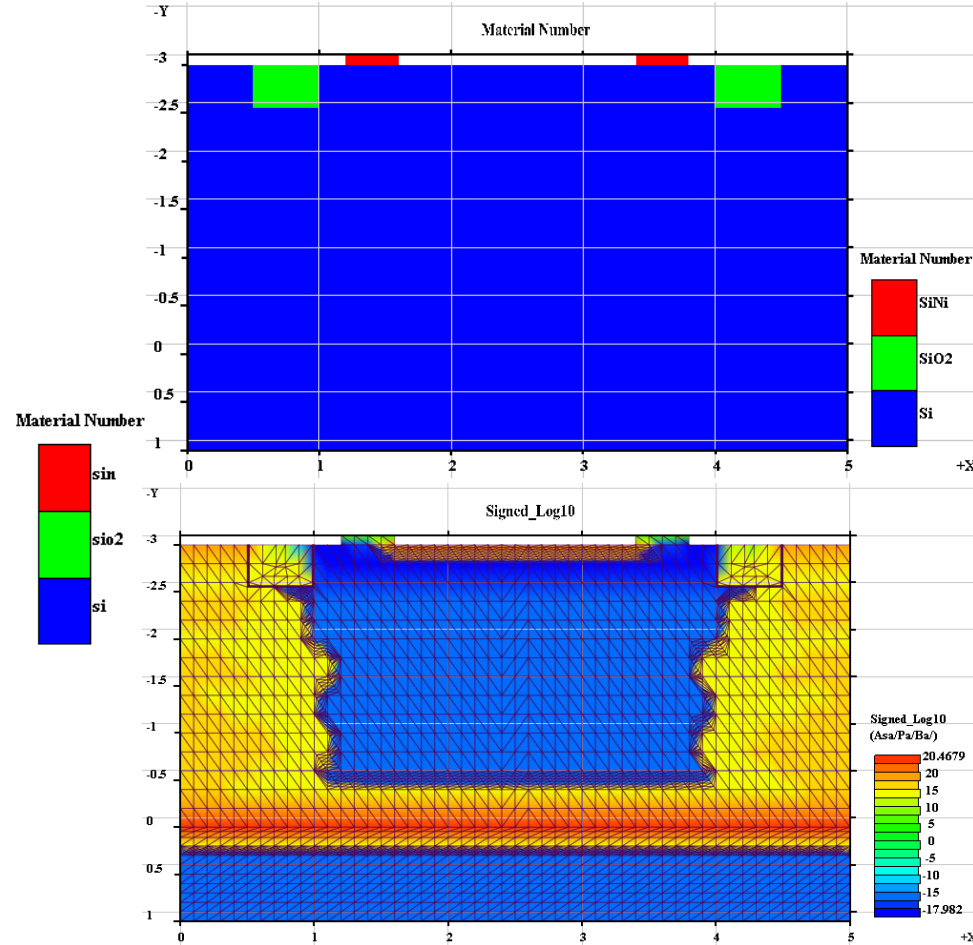 -Y
Material Number
-3
-2.5
-2
-1.5
-1
-0.5
0
0.5
1
0 1 2 3 4 5 +X
Material Number
SiNi
SiO2
Si
Material Number
sin
sio2
si
-Y
Signed_Log10
-3
-2.5
-2
-1.5
-1
-0.5
0
0.5
1
0 1 2 3 4 5 +X
Signed_Log10
(Asa/Pa/Ba/)
20.4679
20
15
10
5
0
-5
-10
-15
-17.982